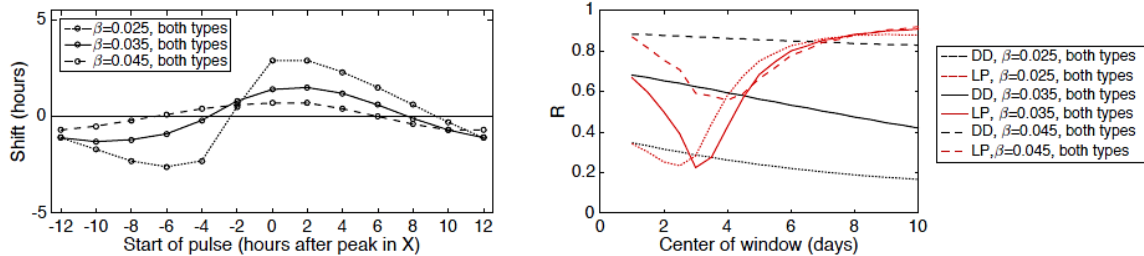 5
0
-5
Shift (hours)
β=0.025, both types
β=0.035, both types
β=0.045, both types
-12 -10 -8 -6 -4 -2 0 2 4 6 8 10 12
Start of pulse (hours after peak in X)
1
0.8
0.6
0.4
0.2
R
0 2 4 6 8 10
Center of window (days)
DD, β=0.025, both types
LP, β=0.025, both types
DD, β=0.035, both types
LP, β=0.035, both types
DD, β=0.045, both types
LP,β=0.045, both types